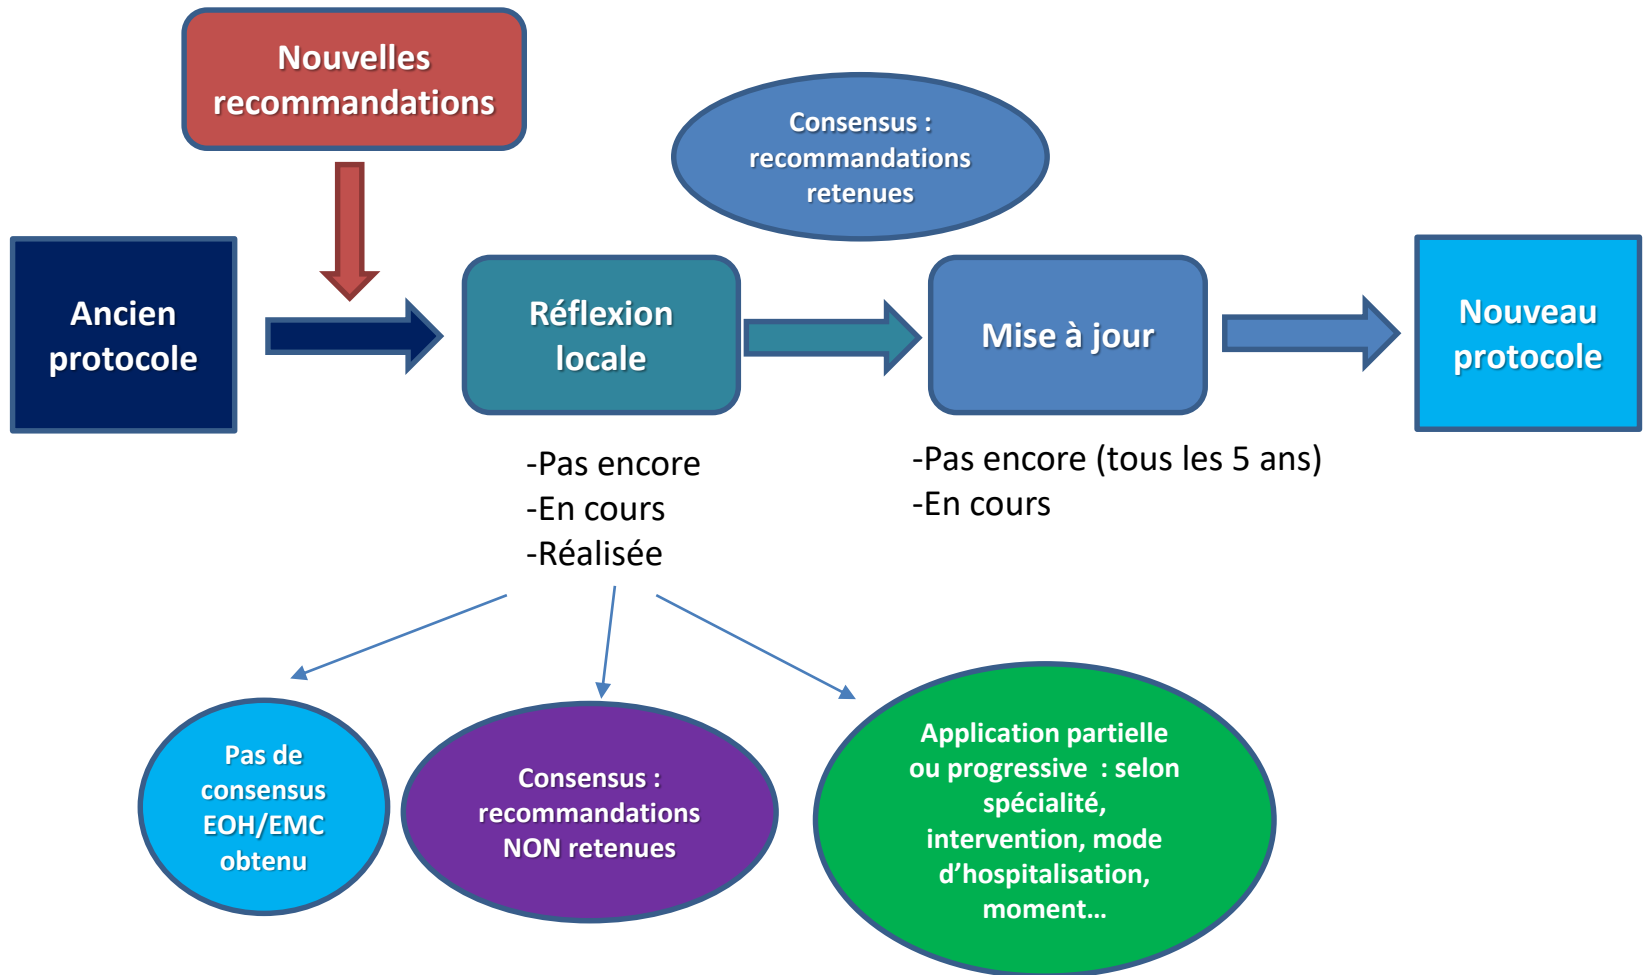 Nouvelles
recommandations
Consensus :
recommandations
retenues
Ancien
protocole
Réflexion
locale
Mise à jour
Nouveau
protocole
-Pas encore
-En cours
-Réalisée
-Pas encore (tous les 5 ans)
-En cours
Pas de
consensus
EOH/EMC
obtenu
Consensus :
recommandations
NON retenues
Application partielle
ou progressive  : selon
spécialité,
intervention, mode
d’hospitalisation,
moment…